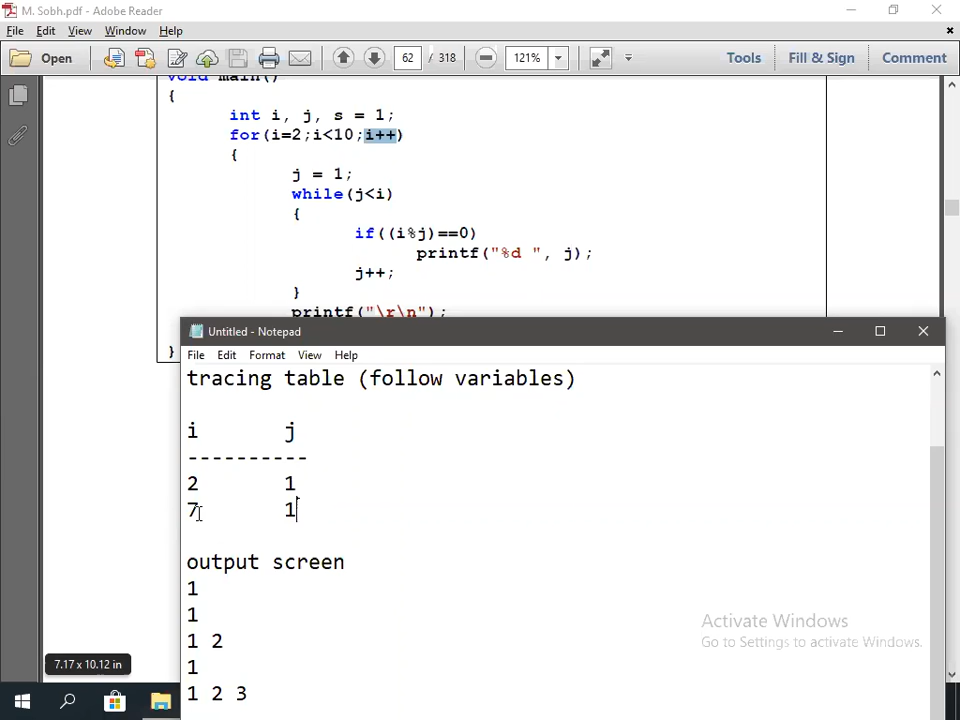 M. Sobh.pdf - Adobe Reader
File Edit View Window Help
Open 62 / 318 121% Tools Fill & Sign Comment
void main()
{
int i, j, s = 1;
for(i=2;i<10;i++)
{
j = 1;
while(j<i)
{
if((i%j)==0)
printf("%d ", j);
j++;
}
printf("\r\n");
}
Untitled - Notepad
File Edit Format View Help
tracing table (follow variables)
i j
----------
2 1
7 1
output screen
1
1
1 2
1
1 2 3
Activate Windows
Go to Settings to activate Windows.
7.17 x 10.12 in